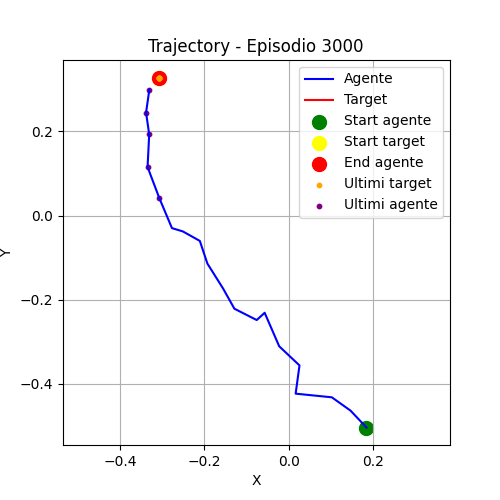 Trajectory - Episodio 3000
Agente
Target
Start agente
Start target
End agente
Ultimi target
Ultimi agente
Y
0.2
0.0
−0.2
−0.4
−0.4
−0.2
0.0
0.2
X